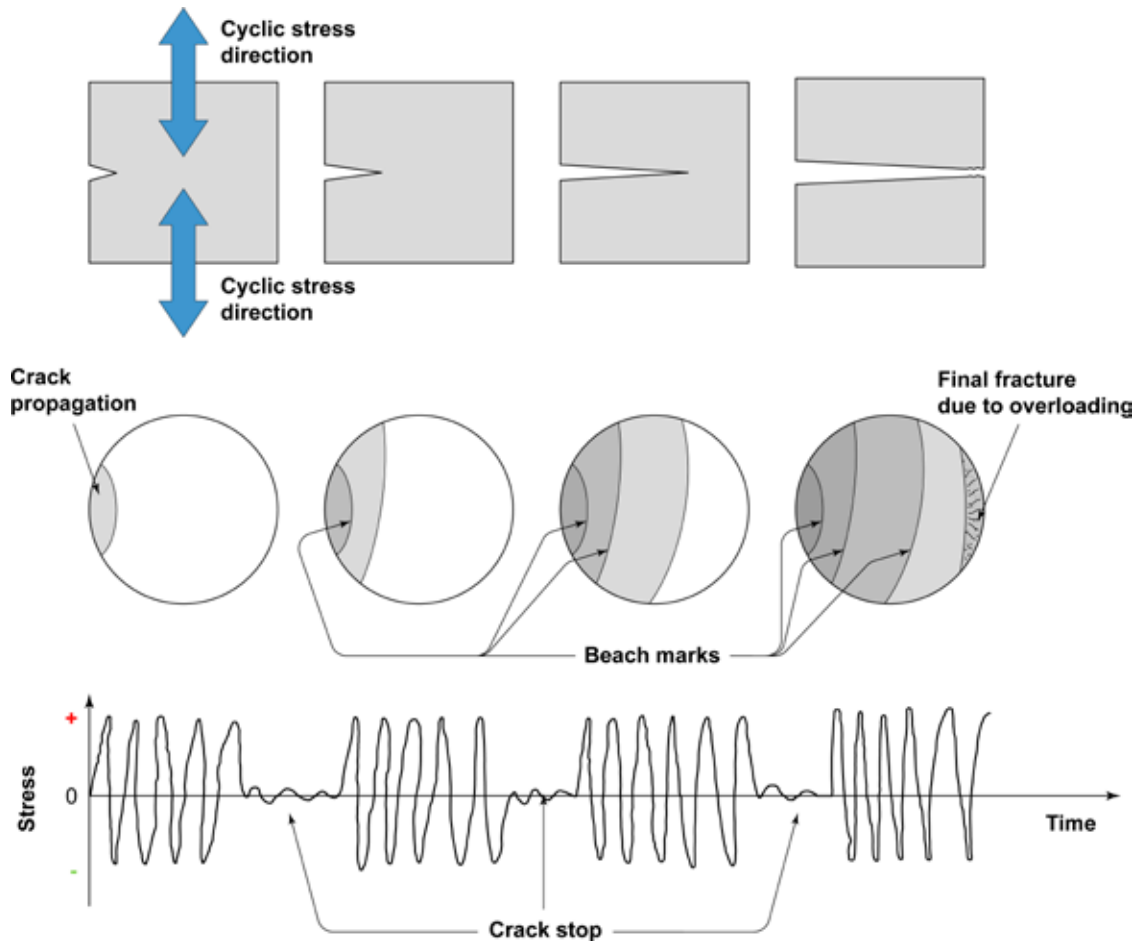 Cyclic stress
direction
Cyclic stress
direction
Crack
propagation
Final fracture
due to overloading
Beach marks
+
Stress
0
Time
-
Crack stop